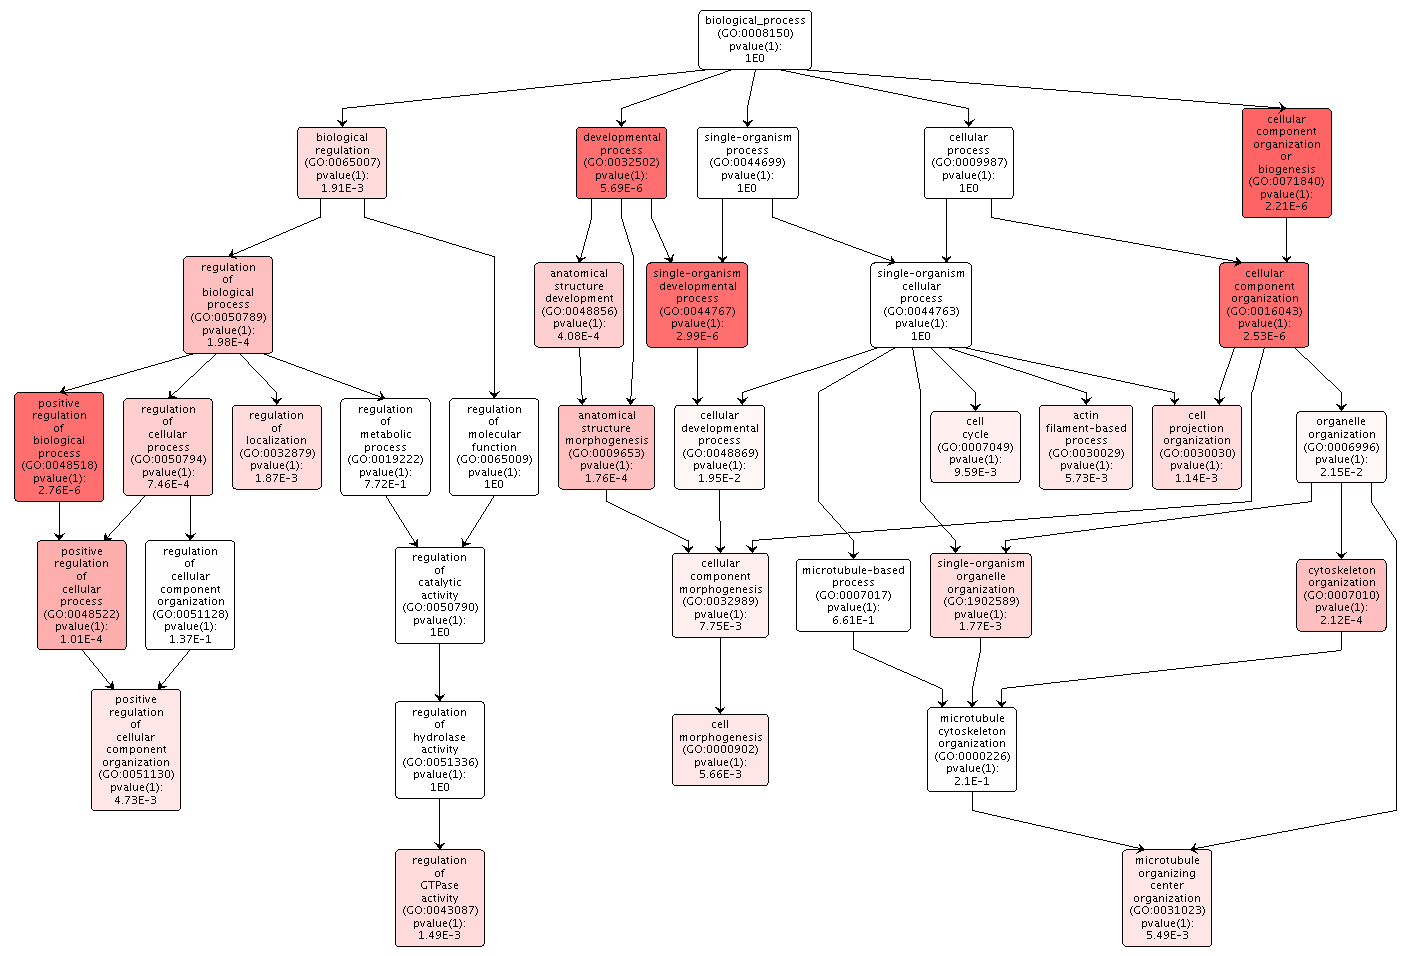 biological_process
(GO:0008150)
pvalue(1):
1E0
biological
regulation
(GO:0065007)
pvalue(1):
1.91E-3
developmental
process
(GO:0032502)
pvalue(1):
5.69E-6
single-organism
process
(GO:0044699)
pvalue(1):
1E0
cellular
process
(GO:0009987)
pvalue(1):
1E0
cellular
component
organization
or
biogenesis
(GO:0071840)
pvalue(1):
2.21E-6
regulation
of
biological
process
(GO:0050789)
pvalue(1):
1.98E-4
anatomical
structure
development
(GO:0048856)
pvalue(1):
4.08E-4
single-organism
developmental
process
(GO:0044767)
pvalue(1):
2.99E-6
single-organism
cellular
process
(GO:0044763)
pvalue(1):
1E0
cellular
component
organization
(GO:0016043)
pvalue(1):
2.53E-6
positive
regulation
of
biological
process
(GO:0048518)
pvalue(1):
2.76E-6
regulation
of
cellular
process
(GO:0050794)
pvalue(1):
7.46E-4
regulation
of
localization
(GO:0032879)
pvalue(1):
1.87E-3
regulation
of
metabolic
process
(GO:0019222)
pvalue(1):
7.72E-1
regulation
of
molecular
function
(GO:0065009)
pvalue(1):
1E0
anatomical
structure
morphogenesis
(GO:0009653)
pvalue(1):
1.76E-4
cellular
developmental
process
(GO:0048869)
pvalue(1):
1.95E-2
cell
cycle
(GO:0007049)
pvalue(1):
9.59E-3
actin
filament-based
process
(GO:0030029)
pvalue(1):
5.73E-3
cell
projection
organization
(GO:0030030)
pvalue(1):
1.14E-3
organelle
organization
(GO:0006996)
pvalue(1):
2.15E-2
positive
regulation
of
cellular
process
(GO:0048522)
pvalue(1):
1.01E-4
regulation
of
cellular
component
organization
(GO:0051128)
pvalue(1):
1.37E-1
regulation
of
catalytic
activity
(GO:0050790)
pvalue(1):
1E0
cellular
component
morphogenesis
(GO:0032989)
pvalue(1):
7.75E-3
microtubule-based
process
(GO:0007017)
pvalue(1):
6.61E-1
single-organism
organelle
organization
(GO:1902589)
pvalue(1):
1.77E-3
cytoskeleton
organization
(GO:0007010)
pvalue(1):
2.12E-4
positive
regulation
of
cellular
component
organization
(GO:0051130)
pvalue(1):
4.73E-3
regulation
of
hydrolase
activity
(GO:0051336)
pvalue(1):
1E0
cell
morphogenesis
(GO:0000902)
pvalue(1):
5.66E-3
microtubule
cytoskeleton
organization
(GO:0000226)
pvalue(1):
2.1E-1
regulation
of
GTPase
activity
(GO:0043087)
pvalue(1):
1.49E-3
microtubule
organizing
center
organization
(GO:0031023)
pvalue(1):
5.49E-3